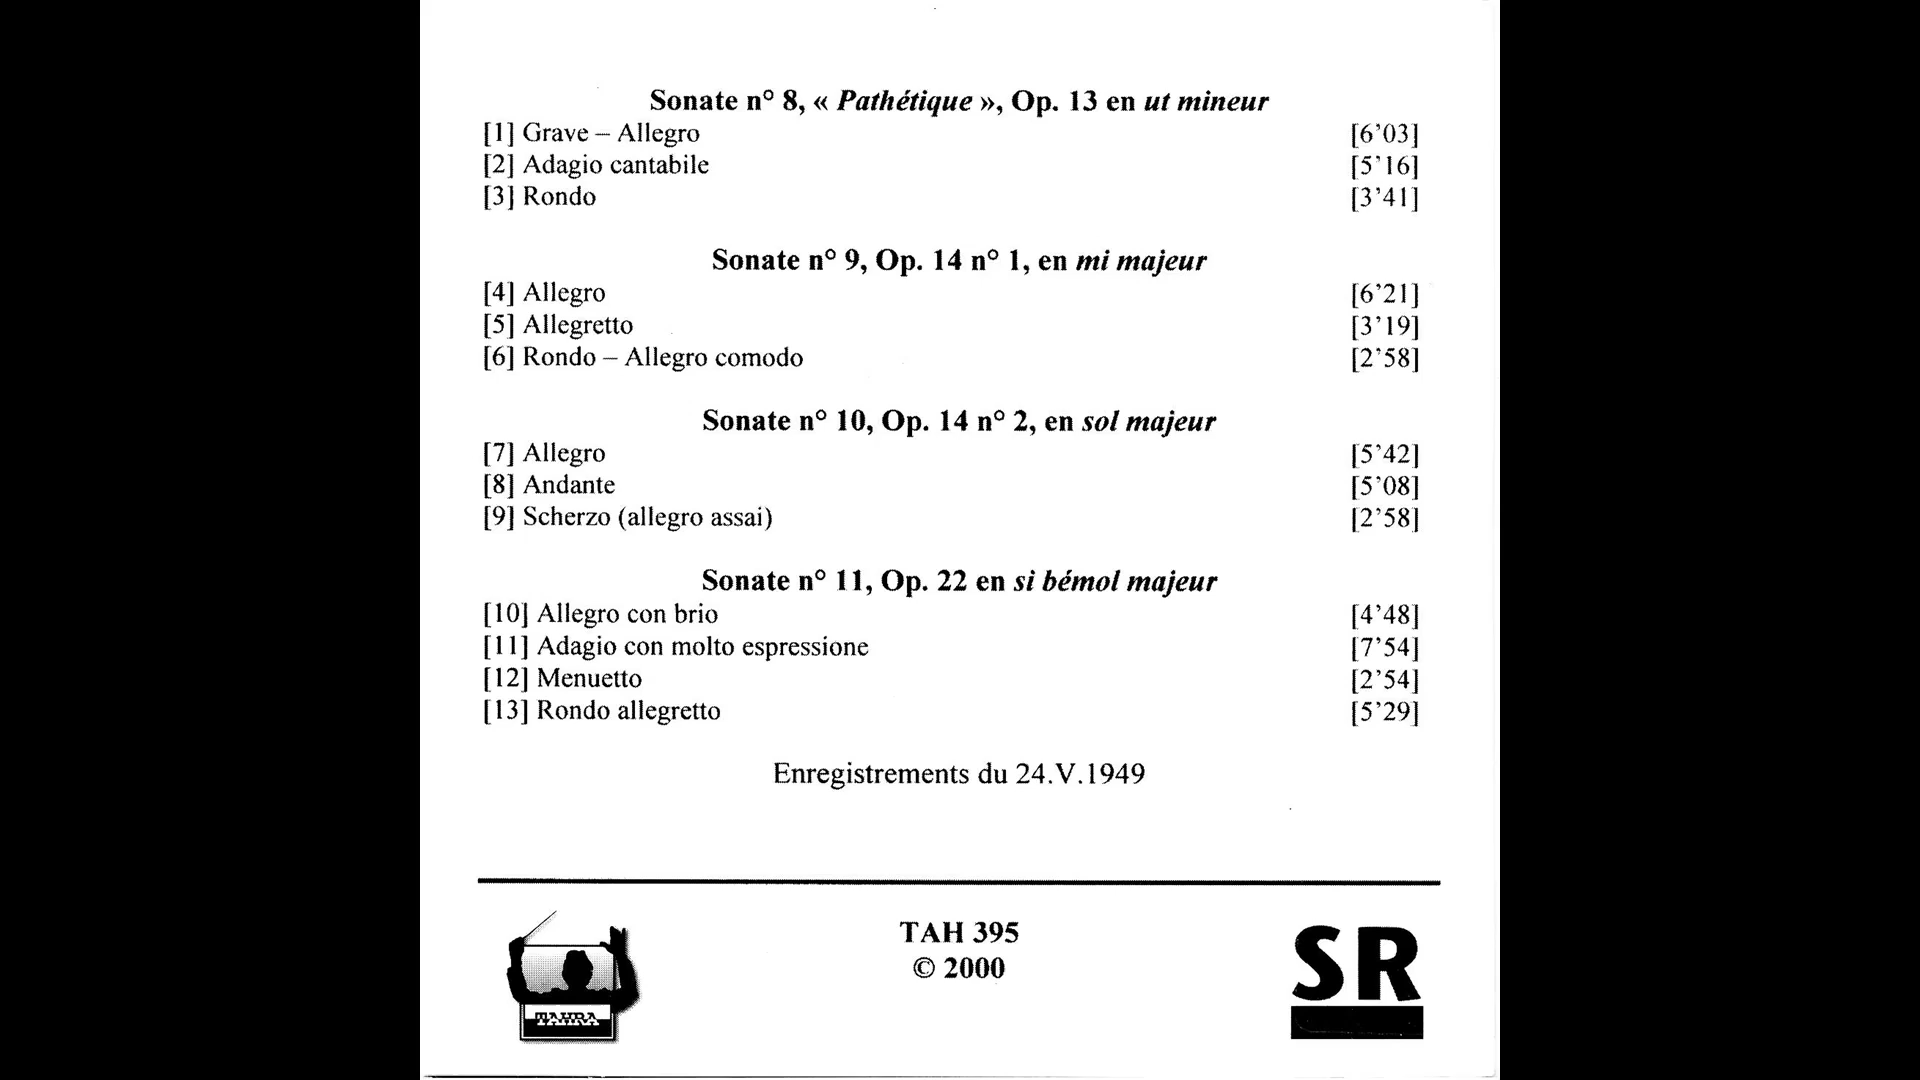 Sonate n° 8, « Pathétique », Op. 13 en ut mineur
[1] Grave – Allegro [6’03]
[2] Adagio cantabile [5’16]
[3] Rondo [3’41]
Sonate n° 9, Op. 14 n° 1, en mi majeur
[4] Allegro [6’21]
[5] Allegretto [3’19]
[6] Rondo – Allegro comodo [2’58]
Sonate n° 10, Op. 14 n° 2, en sol majeur
[7] Allegro [5’42]
[8] Andante [5’08]
[9] Scherzo (allegro assai) [2’58]
Sonate n° 11, Op. 22 en si bémol majeur
[10] Allegro con brio [4’48]
[11] Adagio con molto espressione [7’54]
[12] Menuetto [2’54]
[13] Rondo allegretto [5’29]
Enregistrements du 24.V.1949
TAH 395
© 2000
TAHRA
SR